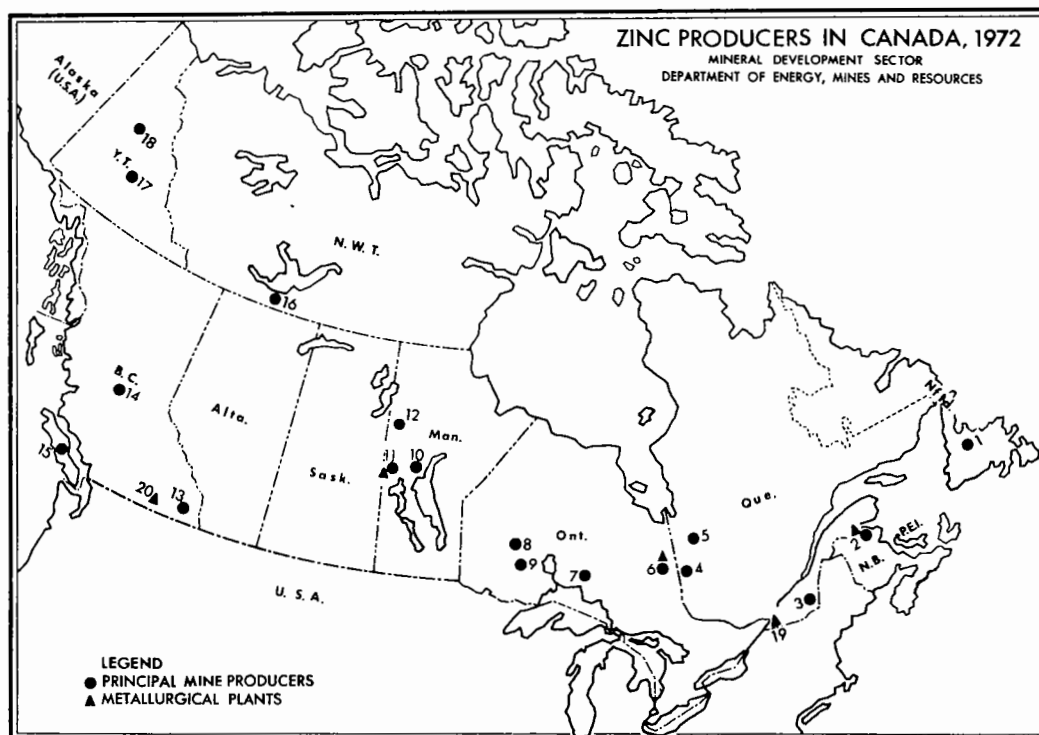 ZINC PRODUCERS IN CANADA, 1972
MINERAL DEVELOPMENT SECTOR
DEPARTMENT OF ENERGY, MINES AND RESOURCES
Alaska
(U.S.A.)
18
Y. T.
17
N. W. T.
16
B. C.
14
Alta.
12
Man.
NFLD
1
15
11
10
Sask.
Que.
20
13
8
Ont.
5
P.E.I.
2
N.B.
9
7
6
4
U. S. A.
3
19
LEGEND
● PRINCIPAL MINE PRODUCERS
▲ METALLURGICAL PLANTS